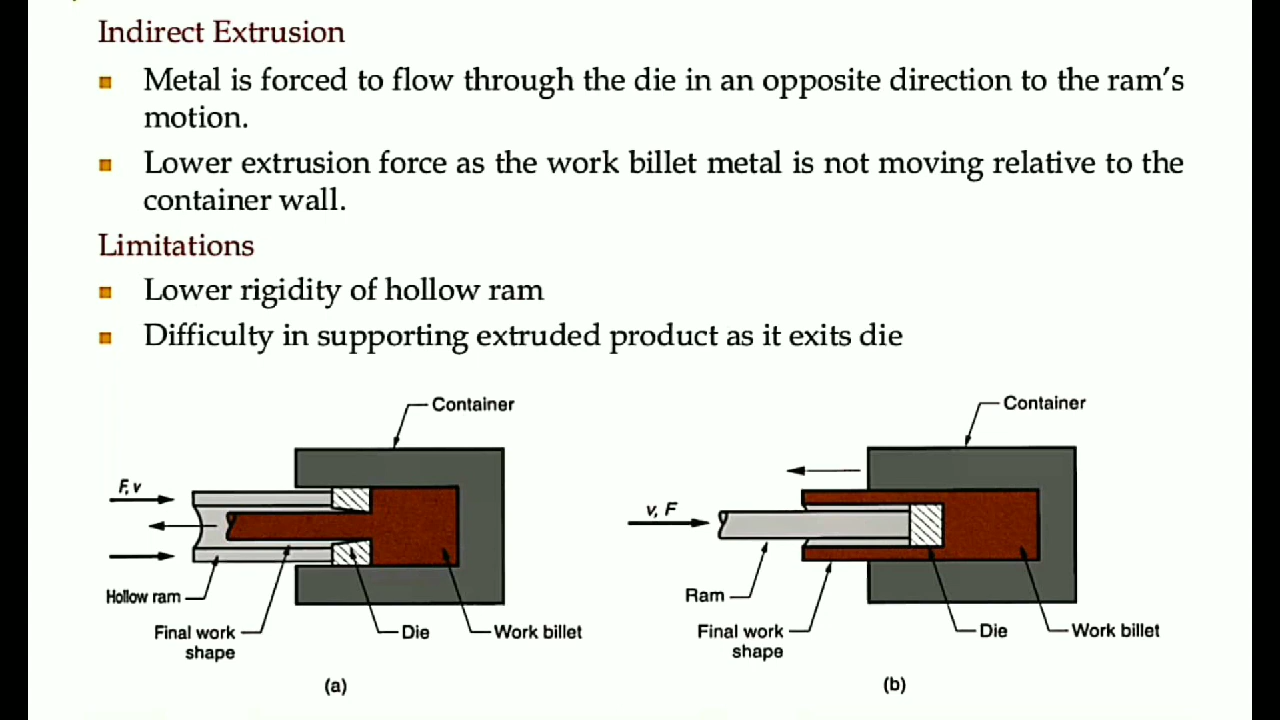 Indirect Extrusion
Metal is forced to flow through the die in an opposite direction to the ram's
motion.
Lower extrusion force as the work billet metal is not moving relative to the
container wall.
Limitations
Lower rigidity of hollow ram
Difficulty in supporting extruded product as it exits die
Container
F, v
Hollow ram
Final work
shape
Die
Work billet
(a)
Container
v, F
Ram
Final work
shape
Die
Work billet
(b)